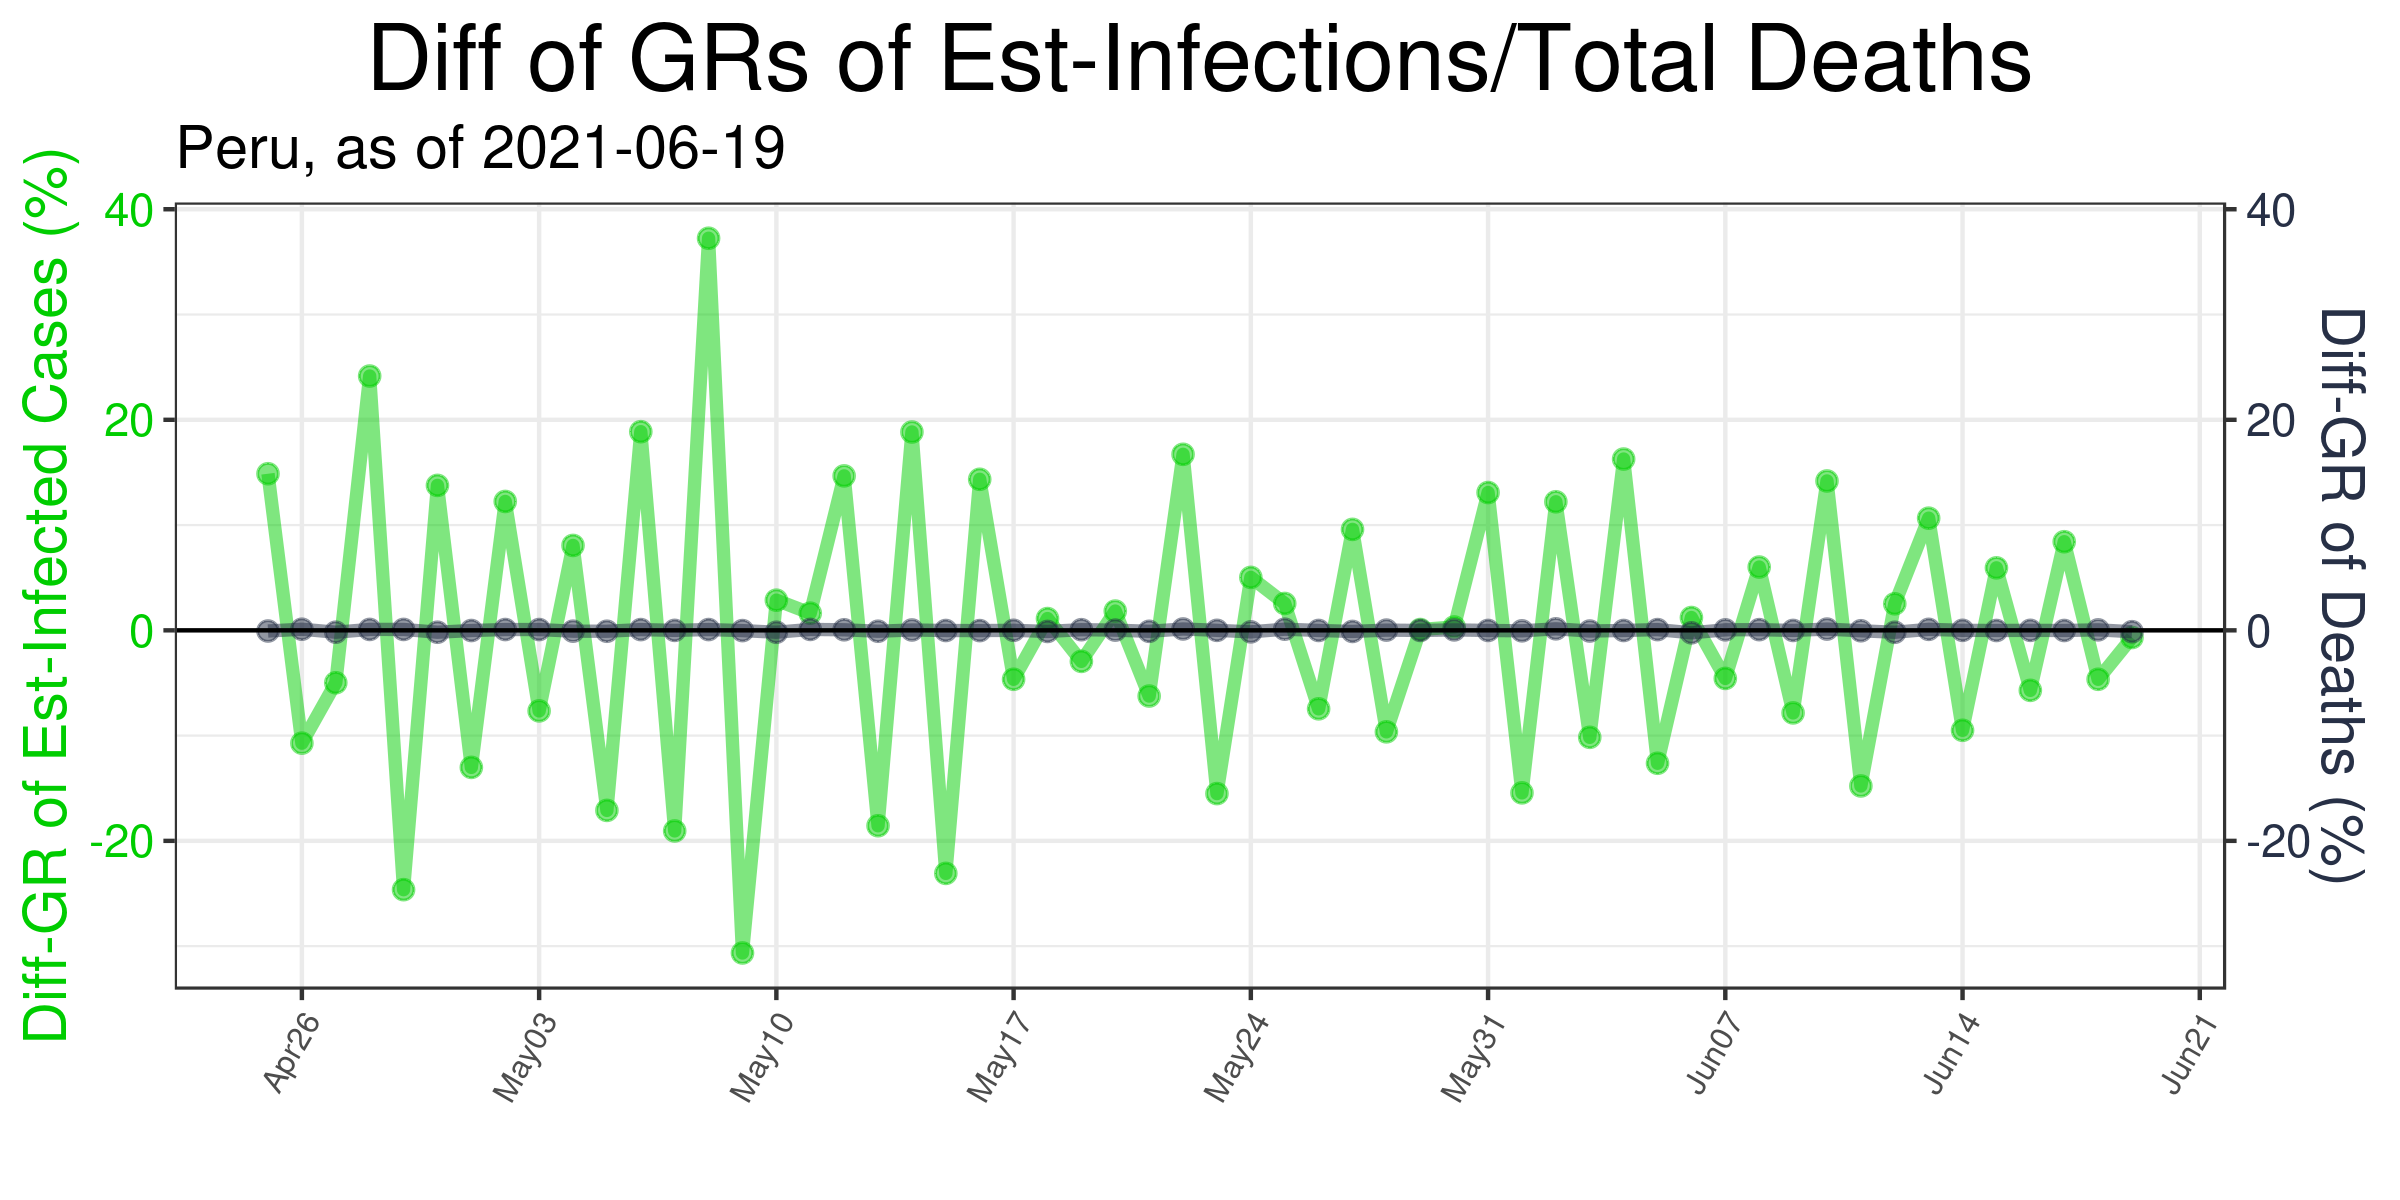 Diff of GRs of Est-Infections/Total Deaths
Peru, as of 2021-06-19
Diff-GR of Est-Infected Cases (%)
40
20
0
-20
40
20
0
-20
Diff-GR of Deaths (%)
Apr26
May03
May10
May17
May24
May31
Jun07
Jun14
Jun21